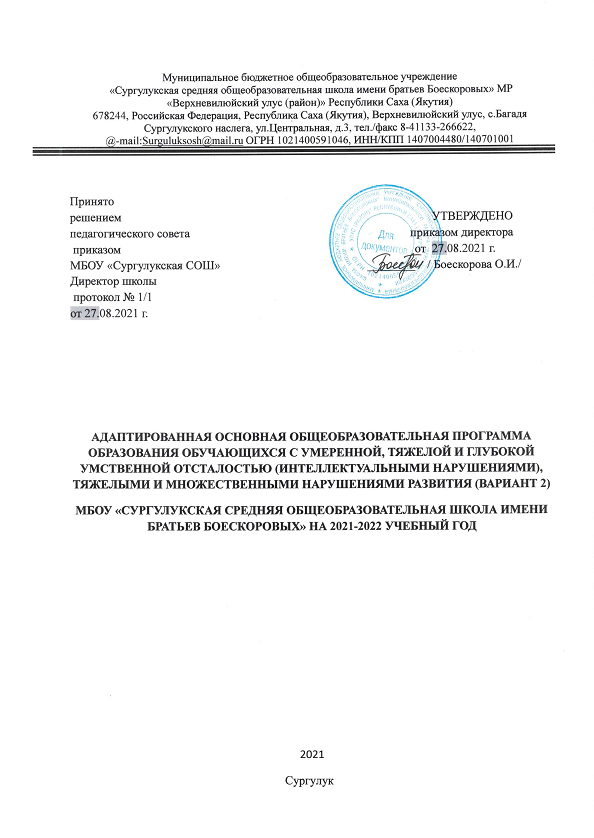 Муниципальное бюджетное общеобразовательное учреждение
«Сургулукская средняя общеобразовательная школа имени братьев Боескоровых» МР
«Верхневилюйский улус (район)» Республики Саха (Якутия)
678244, Российская Федерация, Республика Саха (Якутия), Верхневилюйский улус, с.Багадя
Сургулукского наслега, ул.Центральная, д.3, тел./факс 8-41133-266622,
@-mail:Surguluksosh@mail.ru ОГРН 1021400591046, ИНН/КПП 1407004480/140701001
Принято
решением
педагогического совета
приказом
МБОУ «Сургулукская СОШ»
Директор школы
протокол № 1/1
от 27.08.2021 г.
УТВЕРЖДЕНО
приказом директора
от 27.08.2021 г.
/ Боескорова О.И./
Для
документов
АДАПТИРОВАННАЯ ОСНОВНАЯ ОБЩЕОБРАЗОВАТЕЛЬНАЯ ПРОГРАММА
ОБРАЗОВАНИЯ ОБУЧАЮЩИХСЯ С УМЕРЕННОЙ, ТЯЖЕЛОЙ И ГЛУБОКОЙ
УМСТВЕННОЙ ОТСТАЛОСТЬЮ (ИНТЕЛЛЕКТУАЛЬНЫМИ НАРУШЕНИЯМИ),
ТЯЖЕЛЫМИ И МНОЖЕСТВЕННЫМИ НАРУШЕНИЯМИ РАЗВИТИЯ (ВАРИАНТ 2)
МБОУ «СУРГУЛУКСКАЯ СРЕДНЯЯ ОБЩЕОБРАЗОВАТЕЛЬНАЯ ШКОЛА ИМЕНИ
БРАТЬЕВ БОЕСКОРОВЫХ» НА 2021-2022 УЧЕБНЫЙ ГОД
2021
Сургулук